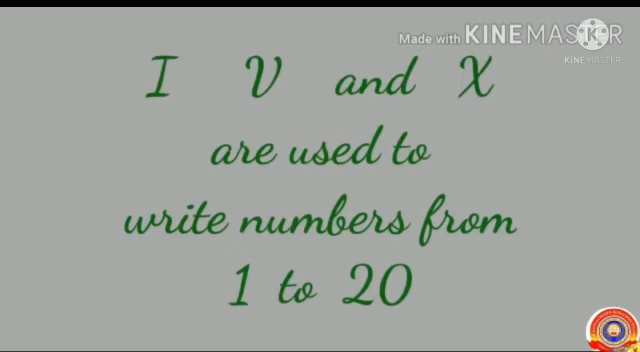 Made with KINEMASTER
KINEMASTER
I V and X
are used to
write numbers from
1 to 20